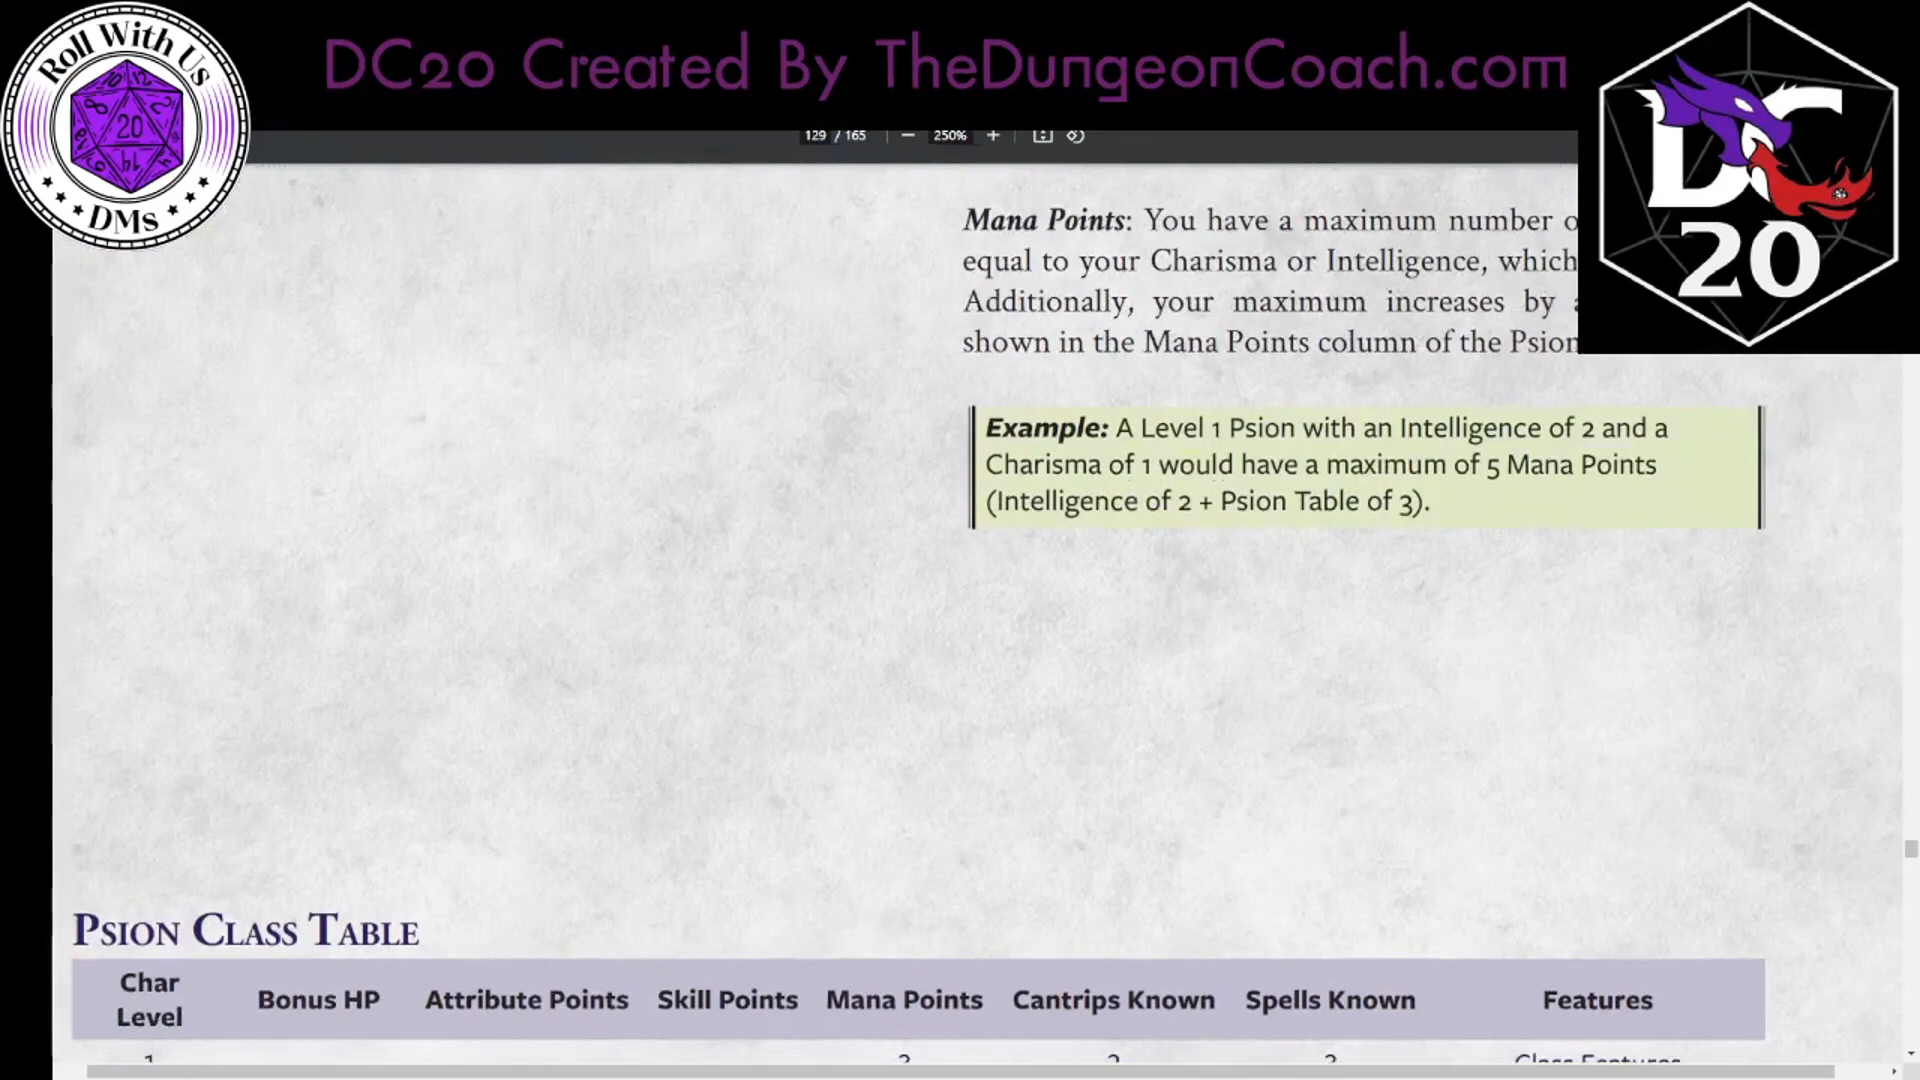 Roll With Us
20
DMs
DC20 Created By TheDungeonCoach.com
DC
20
129 / 165
250%
Mana Points: You have a maximum number
equal to your Charisma or Intelligence, which
Additionally, your maximum increases by
shown in the Mana Points column of the Psion
Example: A Level 1 Psion with an Intelligence of 2 and a
Charisma of 1 would have a maximum of 5 Mana Points
(Intelligence of 2 + Psion Table of 3).
PSION CLASS TABLE
Char Level Bonus HP Attribute Points Skill Points Mana Points Cantrips Known Spells Known Features
Class Features